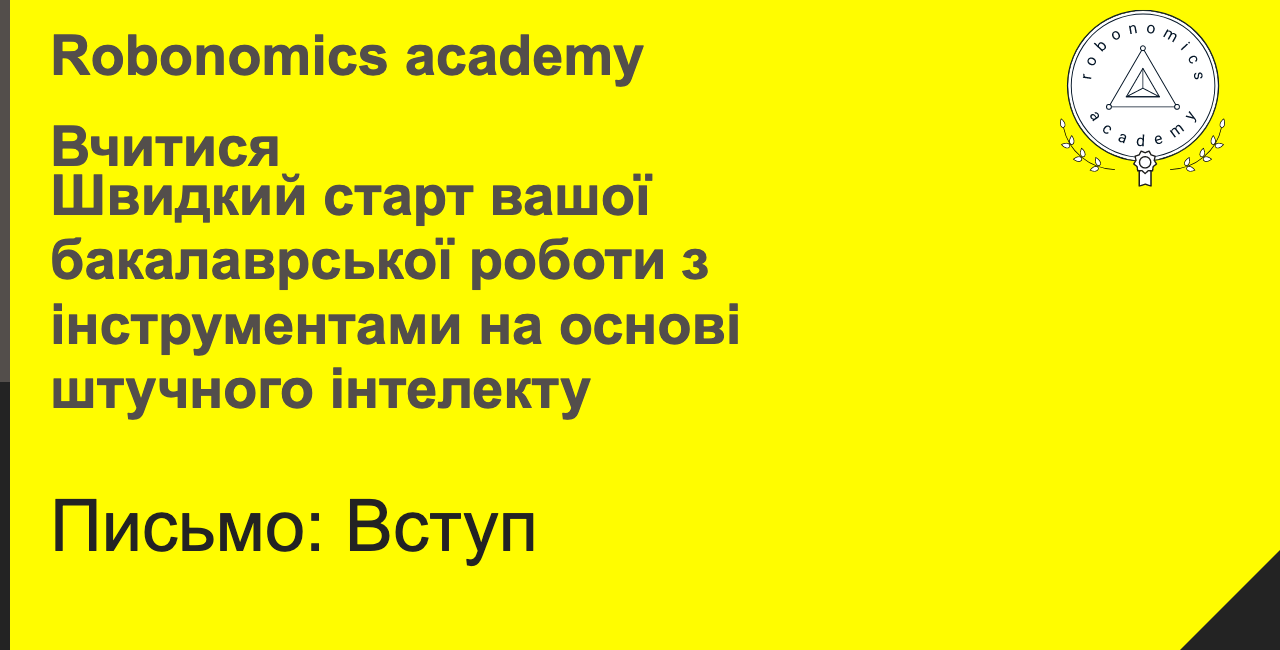 Robonomics academy
robonomics
academy
Вчитися
Швидкий старт вашої
бакалаврської роботи з
інструментами на основі
штучного інтелекту
Письмо: Вступ